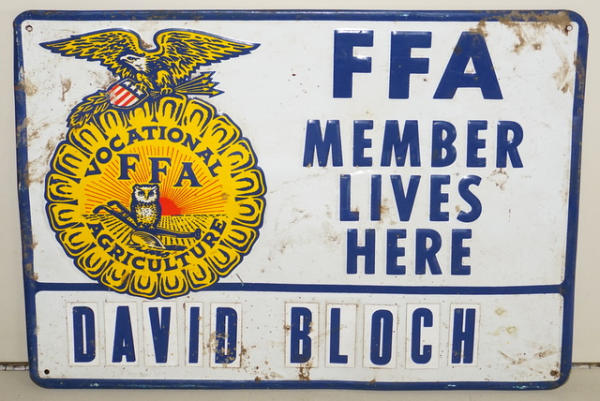 FFA
MEMBER
LIVES
HERE
VOCATIONAL
FFA
AGRICULTURE
DAVID BLOCH